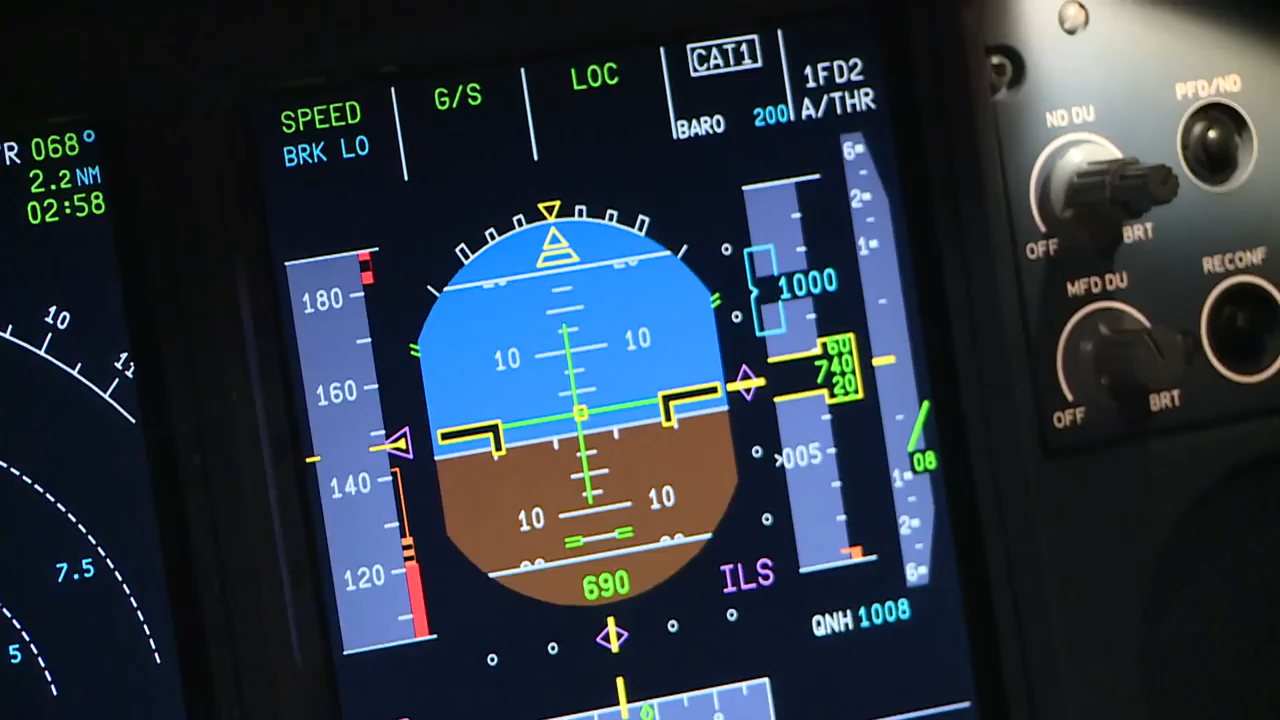 R 068°
2.2 NM
02:58
10
7.5
5
SPEED
BRK LO
G/S
LOC
CAT1
BARO 200
1FD2
A/THR
180
160
140
120
10 10
10 10
690
1000
60
740
20
005
ILS
QNH 1008
6
2
1
08
1
2
6
6
ND DU
OFF BRT
PFD/ND
MFD DU
OFF BRT
RECONF